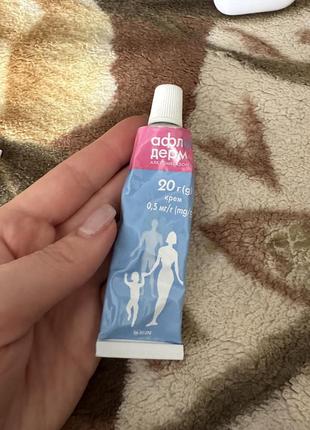 афло
дерм
20 г (g)
крем
0,5 мг/г (mg/